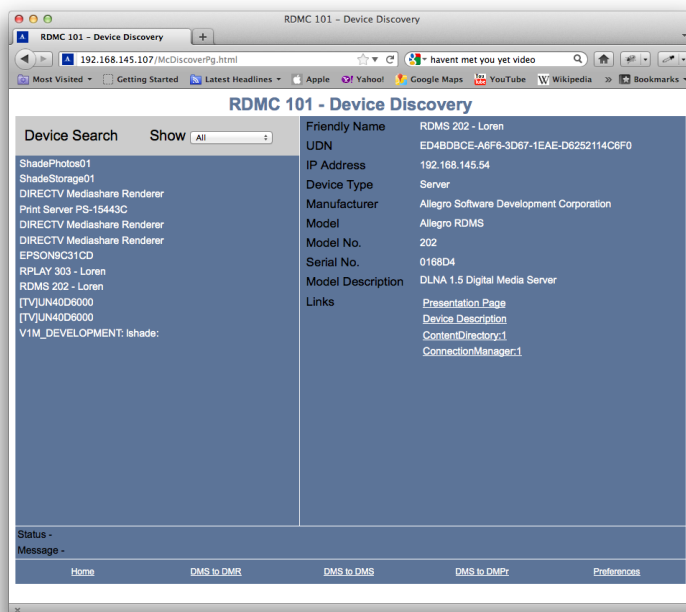 RDMC 101 - Device Discovery
RDMC 101 - Device Discovery
192.168.145.107/McDiscoverPg.html
havent met you yet video
Most Visited Getting Started Latest Headlines Apple Yahoo! Google Maps YouTube Wikipedia » Bookmarks
RDMC 101 - Device Discovery
Device Search Show All
ShadePhotos01
ShadeStorage01
DIRECTV Mediashare Renderer
Print Server PS-15443C
DIRECTV Mediashare Renderer
DIRECTV Mediashare Renderer
EPSON9C31CD
RPLAY 303 - Loren
RDMS 202 - Loren
[TV]UN40D6000
[TV]UN40D6000
V1M_DEVELOPMENT: lshade:
Friendly Name RDMS 202 - Loren
UDN ED4BDBCE-A6F6-3D67-1EAE-D6252114C6F0
IP Address 192.168.145.54
Device Type Server
Manufacturer Allegro Software Development Corporation
Model Allegro RDMS
Model No. 202
Serial No. 0168D4
Model Description DLNA 1.5 Digital Media Server
Links Presentation Page
Device Description
ContentDirectory:1
ConnectionManager:1
Status -
Message -
Home DMS to DMR DMS to DMS DMS to DMPr Preferences